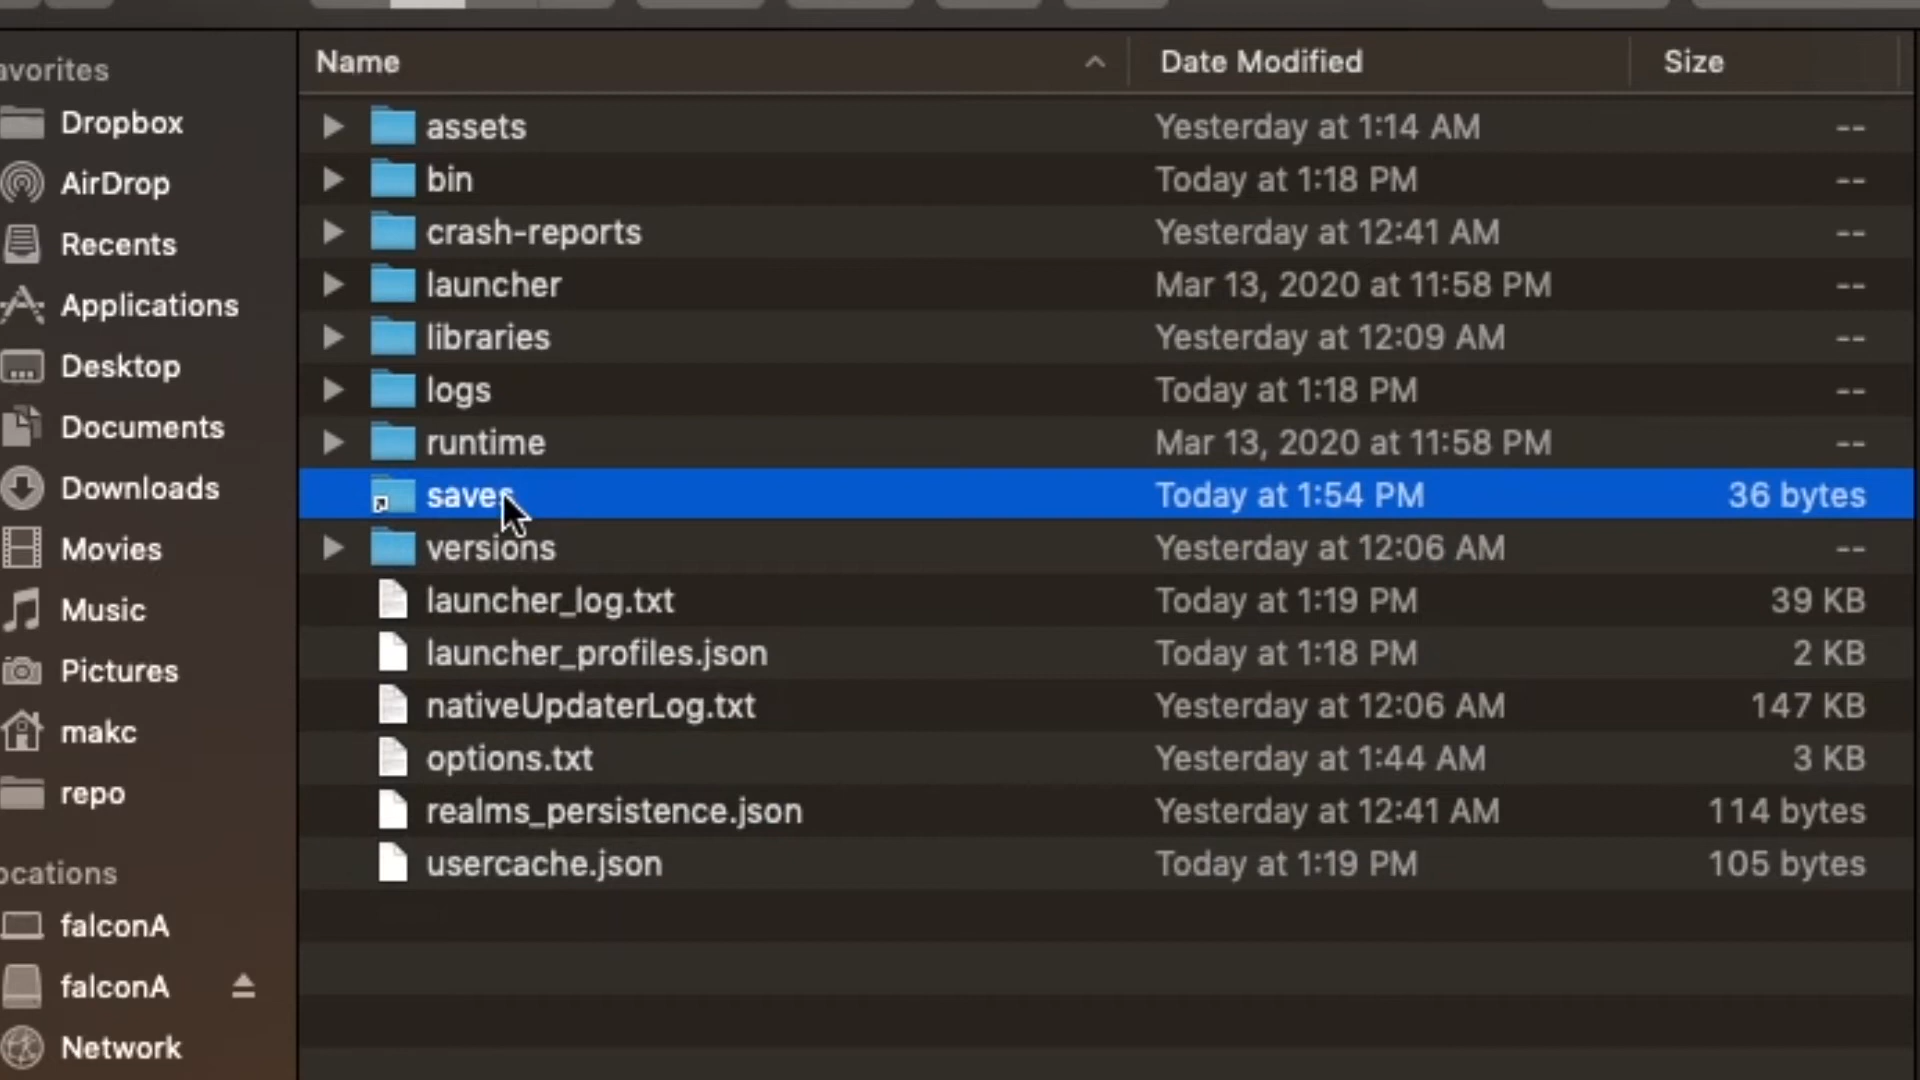 avorites
Dropbox
AirDrop
Recents
Applications
Desktop
Documents
Downloads
Movies
Music
Pictures
makc
repo
ocations
falconA
falconA
Network
Name Date Modified Size
assets Yesterday at 1:14 AM --
bin Today at 1:18 PM --
crash-reports Yesterday at 12:41 AM --
launcher Mar 13, 2020 at 11:58 PM --
libraries Yesterday at 12:09 AM --
logs Today at 1:18 PM --
runtime Mar 13, 2020 at 11:58 PM --
saves Today at 1:54 PM 36 bytes
versions Yesterday at 12:06 AM --
launcher_log.txt Today at 1:19 PM 39 KB
launcher_profiles.json Today at 1:18 PM 2 KB
nativeUpdaterLog.txt Yesterday at 12:06 AM 147 KB
options.txt Yesterday at 1:44 AM 3 KB
realms_persistence.json Yesterday at 12:41 AM 114 bytes
usercache.json Today at 1:19 PM 105 bytes